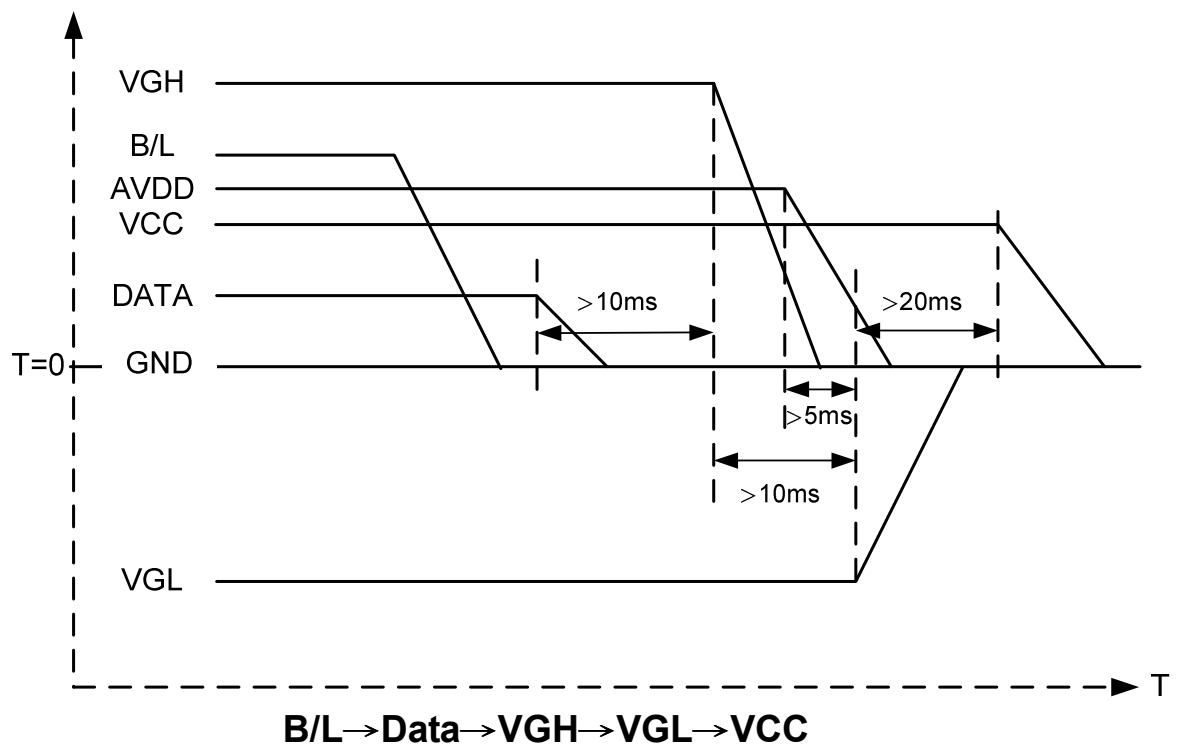 VGH
B/L
AVDD
VCC
DATA
>10ms
>20ms
T=0
GND
>5ms
>10ms
VGL
T
B/L→Data→VGH→VGL→VCC